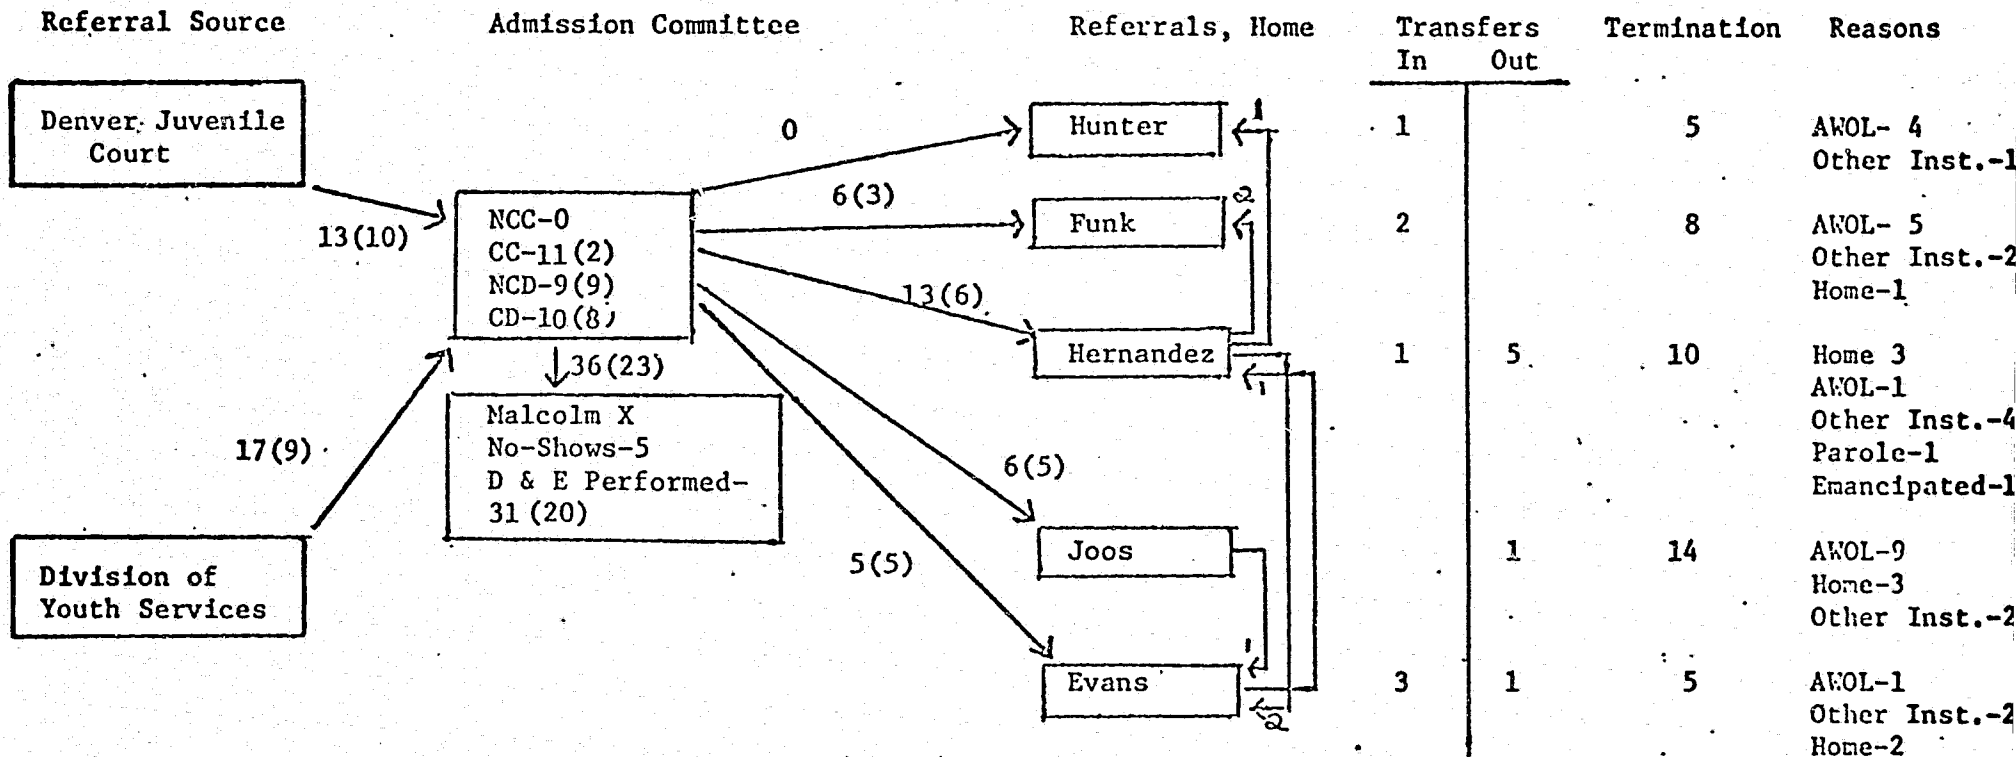 Referral Source
Admission Committee
Referrals, Home
Transfers
Termination
Reasons
In
Out
Denver Juvenile
Court
13(10)
Division of
Youth Services
17(9)
NCC-0
CC-11(2)
NCD-9(9)
CD-10(8)
36(23)
Malcolm X
No-Shows-5
D & E Performed-
31(20)
0
6(3)
13(6)
6(5)
5(5)
Hunter
1
1
5
AWOL- 4
Other Inst.-1
Funk
2
2
8
AWOL- 5
Other Inst.-2
Home-1
Hernandez
1
1
5
10
Home 3
AWOL-1
Other Inst.-4
Parole-1
Emancipated-1
Joos
1
14
AWOL-9
Home-3
Other Inst.-2
Evans
1
2
3
1
5
AWOL-1
Other Inst.-2
Home-2